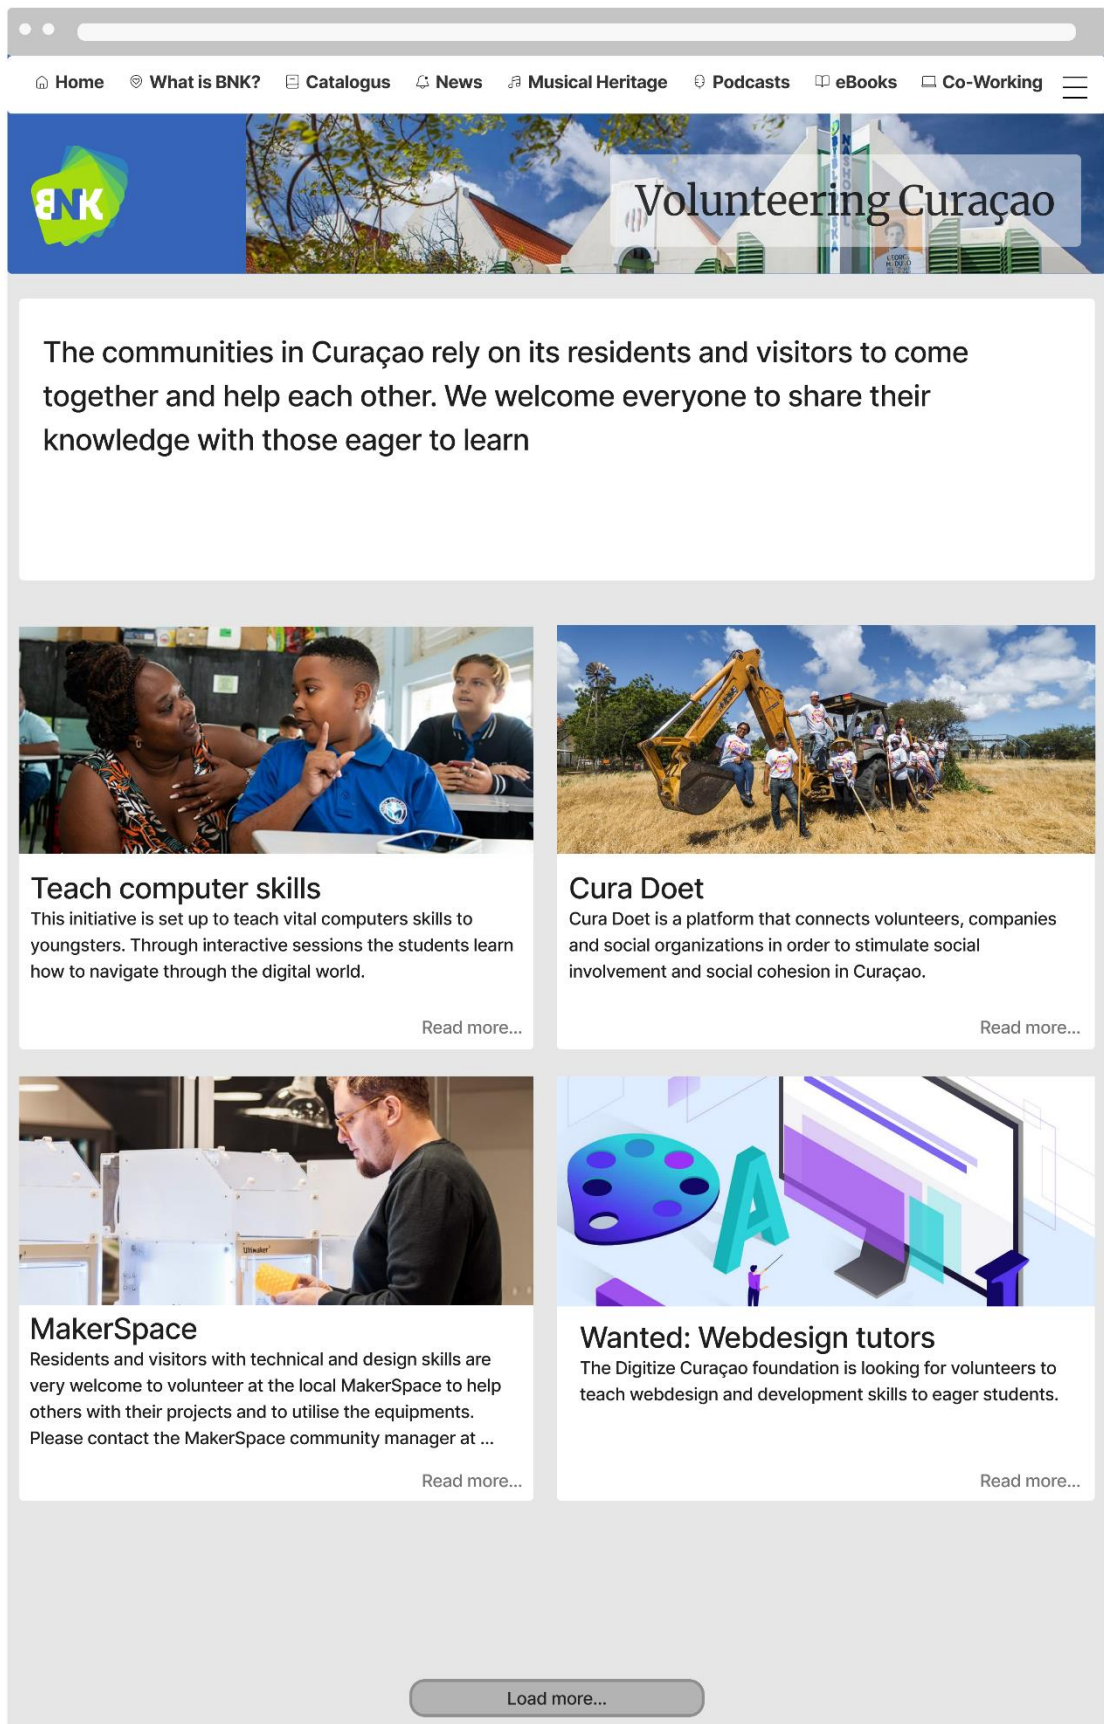 Home What is BNK? Catalogus News Musical Heritage Podcasts eBooks Co-Working
BNK
Volunteering Curaçao
The communities in Curaçao rely on its residents and visitors to come
together and help each other. We welcome everyone to share their
knowledge with those eager to learn
Teach computer skills
This initiative is set up to teach vital computers skills to
youngsters. Through interactive sessions the students learn
how to navigate through the digital world.
Read more...
Cura Doet
Cura Doet is a platform that connects volunteers, companies
and social organizations in order to stimulate social
involvement and social cohesion in Curaçao.
Read more...
Ultimaker
MakerSpace
Residents and visitors with technical and design skills are
very welcome to volunteer at the local MakerSpace to help
others with their projects and to utilise the equipments.
Please contact the MakerSpace community manager at ...
Read more...
A
Wanted: Webdesign tutors
The Digitize Curaçao foundation is looking for volunteers to
teach webdesign and development skills to eager students.
Read more...
Load more...